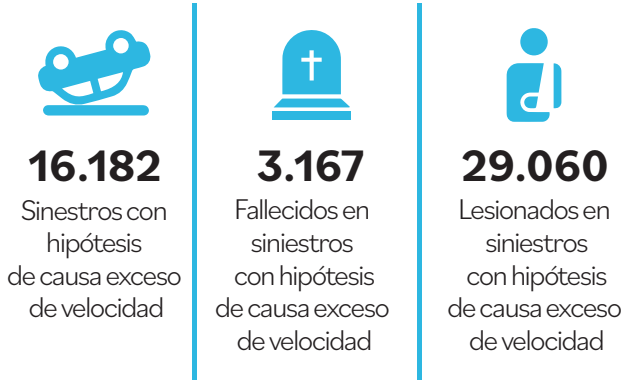 16.182
Sinestros con
hipótesis
de causa exceso
de velocidad
3.167
Fallecidos en
siniestros
con hipótesis
de causa exceso
de velocidad
29.060
Lesionados en
siniestros
con hipótesis
de causa exceso
de velocidad